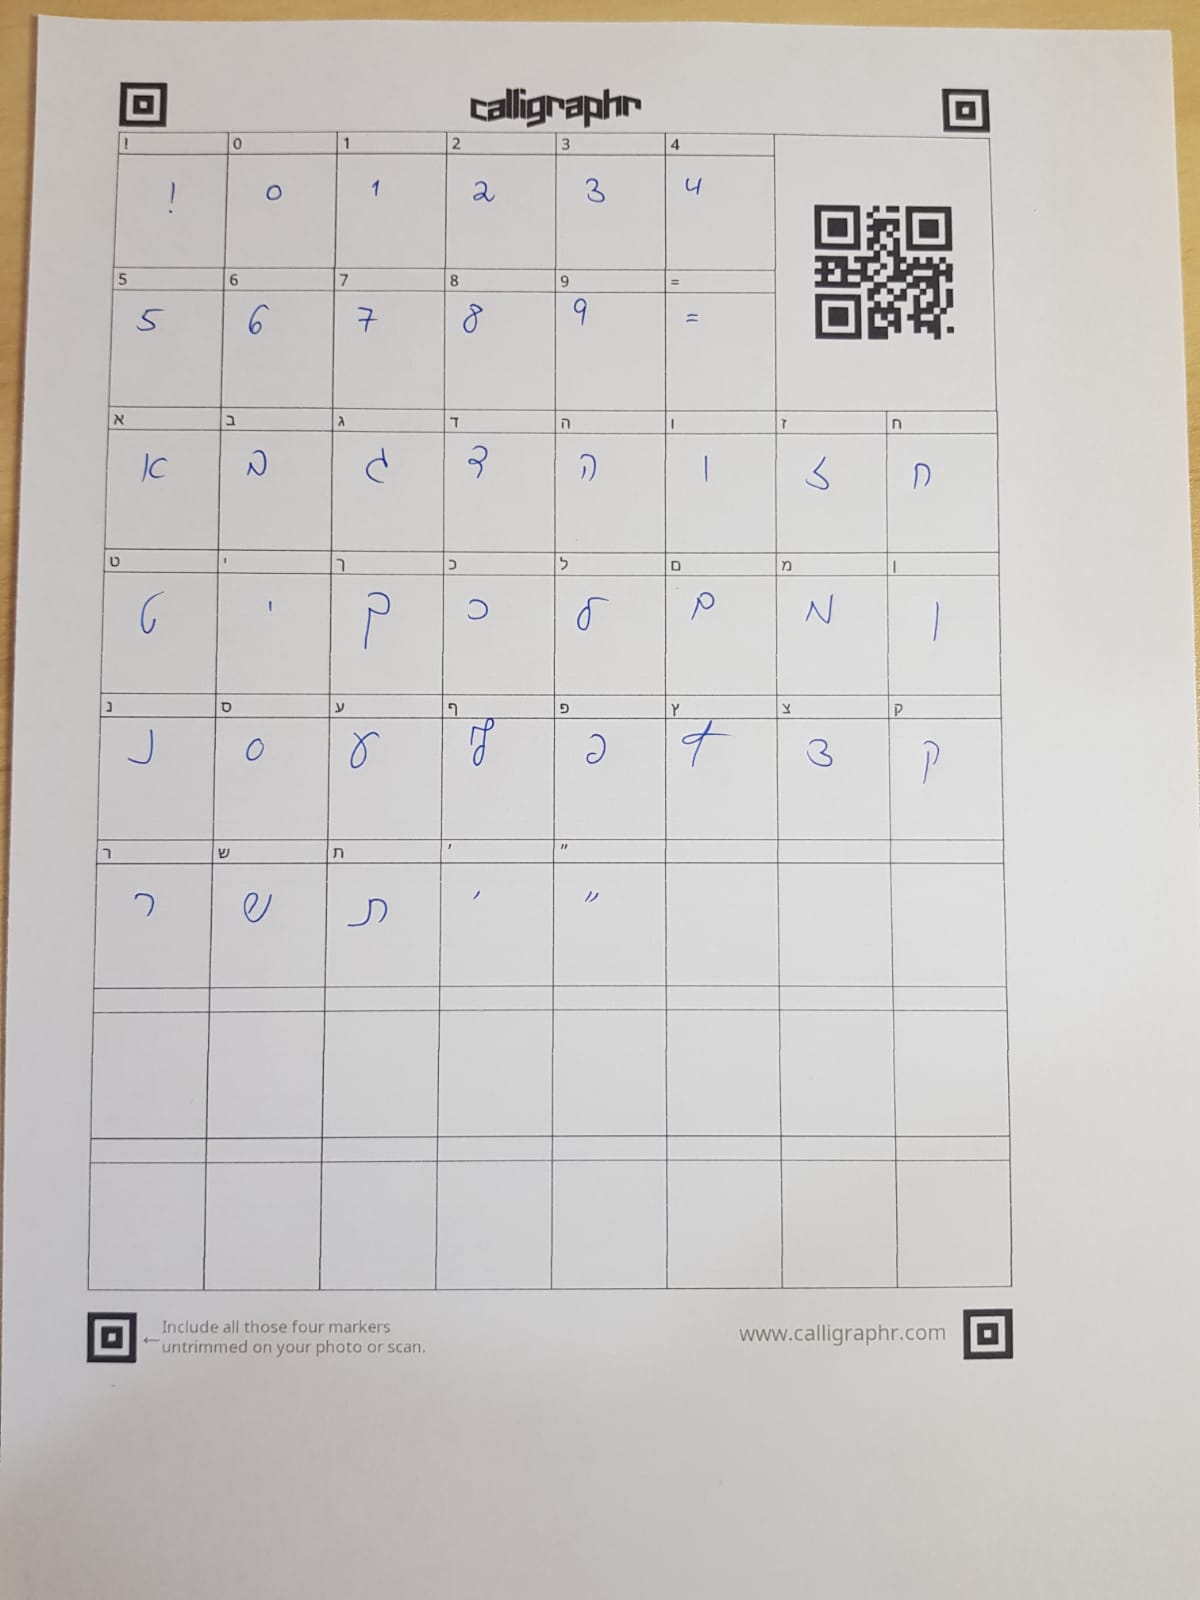 calligraphr
! 0 1 2 3 4
! 0 1 2 3 4
5 6 7 8 9 =
5 6 7 8 9 =
א ב ג ד ה ו ז ח
א ב ג ד ה ו ז ח
ט י ך כ ל ם מ ן
ט י ך כ ל ם מ ן
נ ס ע ף פ ץ צ ק
נ ס ע ף פ ץ צ ק
ר ש ת ׳ ״
ר ש ת ׳ ״
← Include all those four markers
untrimmed on your photo or scan.
www.calligraphr.com